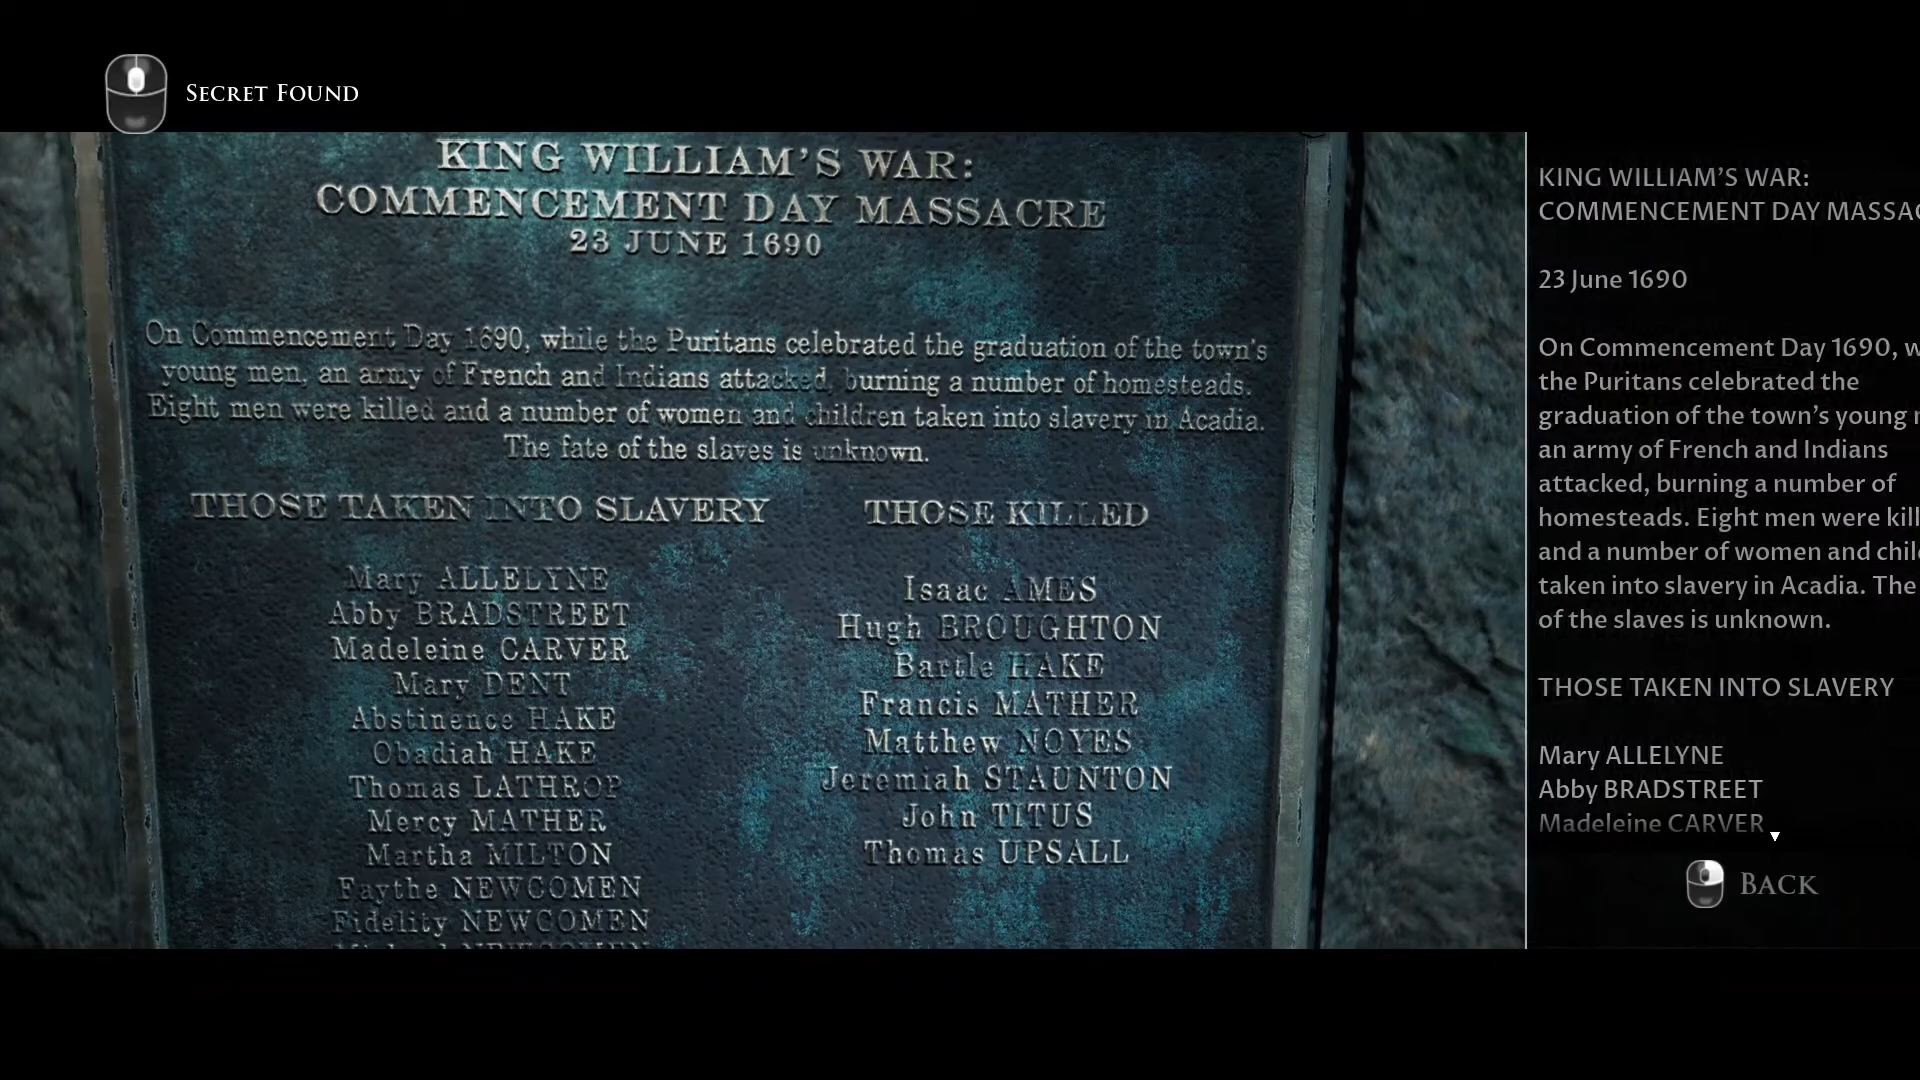 SECRET FOUND
KING WILLIAM'S WAR:
COMMENCEMENT DAY MASSACRE
23 JUNE 1690
On Commencement Day 1690, while the Puritans celebrated the graduation of the town's
young men, an army of French and Indians attacked, burning a number of homesteads.
Eight men were killed and a number of women and children taken into slavery in Acadia.
The fate of the slaves is unknown.
THOSE TAKEN INTO SLAVERY
Mary ALLELYNE
Abby BRADSTREET
Madeleine CARVER
Mary DENT
Abstinence HAKE
Obadiah HAKE
Thomas LATHROP
Mercy MATHER
Martha MILTON
Faythe NEWCOMEN
Fidelity NEWCOMEN
NEWCOMEN
THOSE KILLED
Isaac AMES
Hugh BROUGHTON
Bartle HAKE
Francis MATHER
Matthew NOYES
Jeremiah STAUNTON
John TITUS
Thomas UPSALL
KING WILLIAM'S WAR:
COMMENCEMENT DAY MASSAC
23 June 1690
On Commencement Day 1690, w
the Puritans celebrated the
graduation of the town's young
an army of French and Indians
attacked, burning a number of
homesteads. Eight men were kill
and a number of women and chil
taken into slavery in Acadia. The
of the slaves is unknown.
THOSE TAKEN INTO SLAVERY
Mary ALLELYNE
Abby BRADSTREET
Madeleine CARVER
BACK